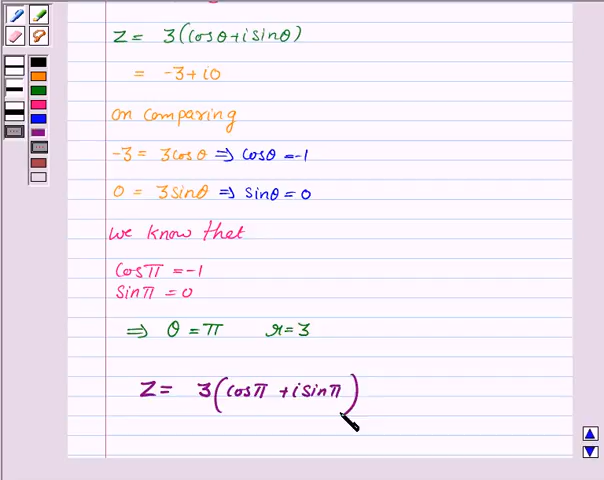 Z = 3(cosθ+isinθ)
= -3+i0
on comparing
-3 = 3cosθ ⇒ cosθ = -1
0 = 3sinθ ⇒ sinθ = 0
we know that
cosπ = -1
sinπ = 0
⇒ θ = π r = 3
Z = 3(cosπ + isinπ)